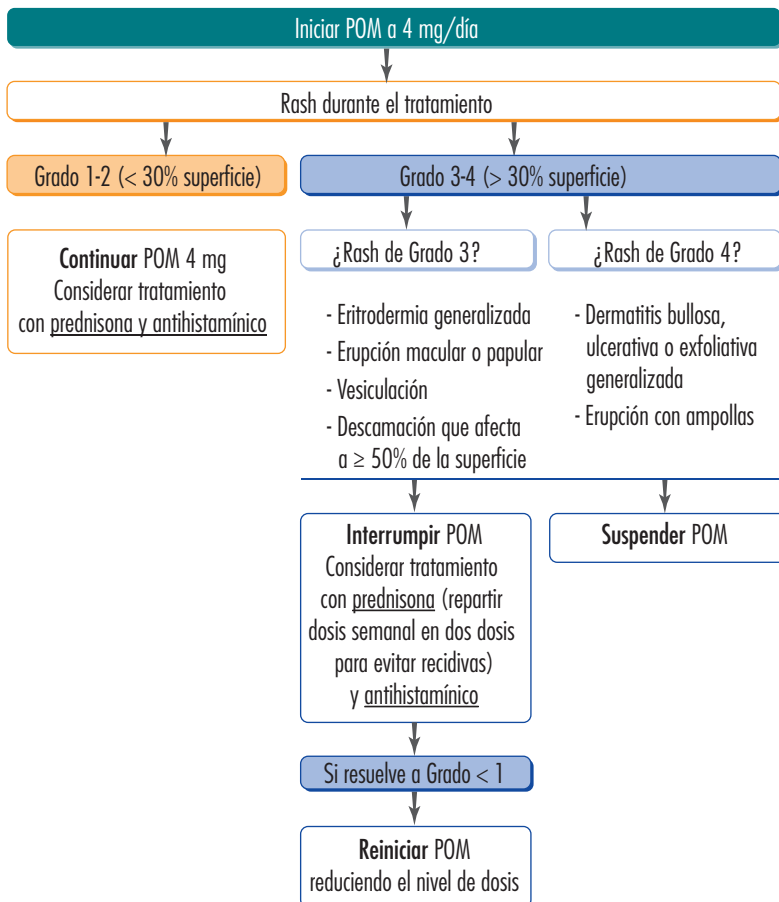 Iniciar POM a 4 mg/día
Rash durante el tratamiento
Grado 1-2 (< 30% superficie)
Grado 3-4 (> 30% superficie)
Continuar POM 4 mg
Considerar tratamiento
con prednisona y antihistamínico
¿Rash de Grado 3?
- Eritrodermia generalizada
- Erupción macular o papular
- Vesiculación
- Descamación que afecta
a ≥ 50% de la superficie
¿Rash de Grado 4?
- Dermatitis bullosa,
ulcerativa o exfoliativa
generalizada
- Erupción con ampollas
Interrumpir POM
Considerar tratamiento
con prednisona (repartir
dosis semanal en dos dosis
para evitar recidivas)
y antihistamínico
Suspender POM
Si resuelve a Grado < 1
Reiniciar POM
reduciendo el nivel de dosis